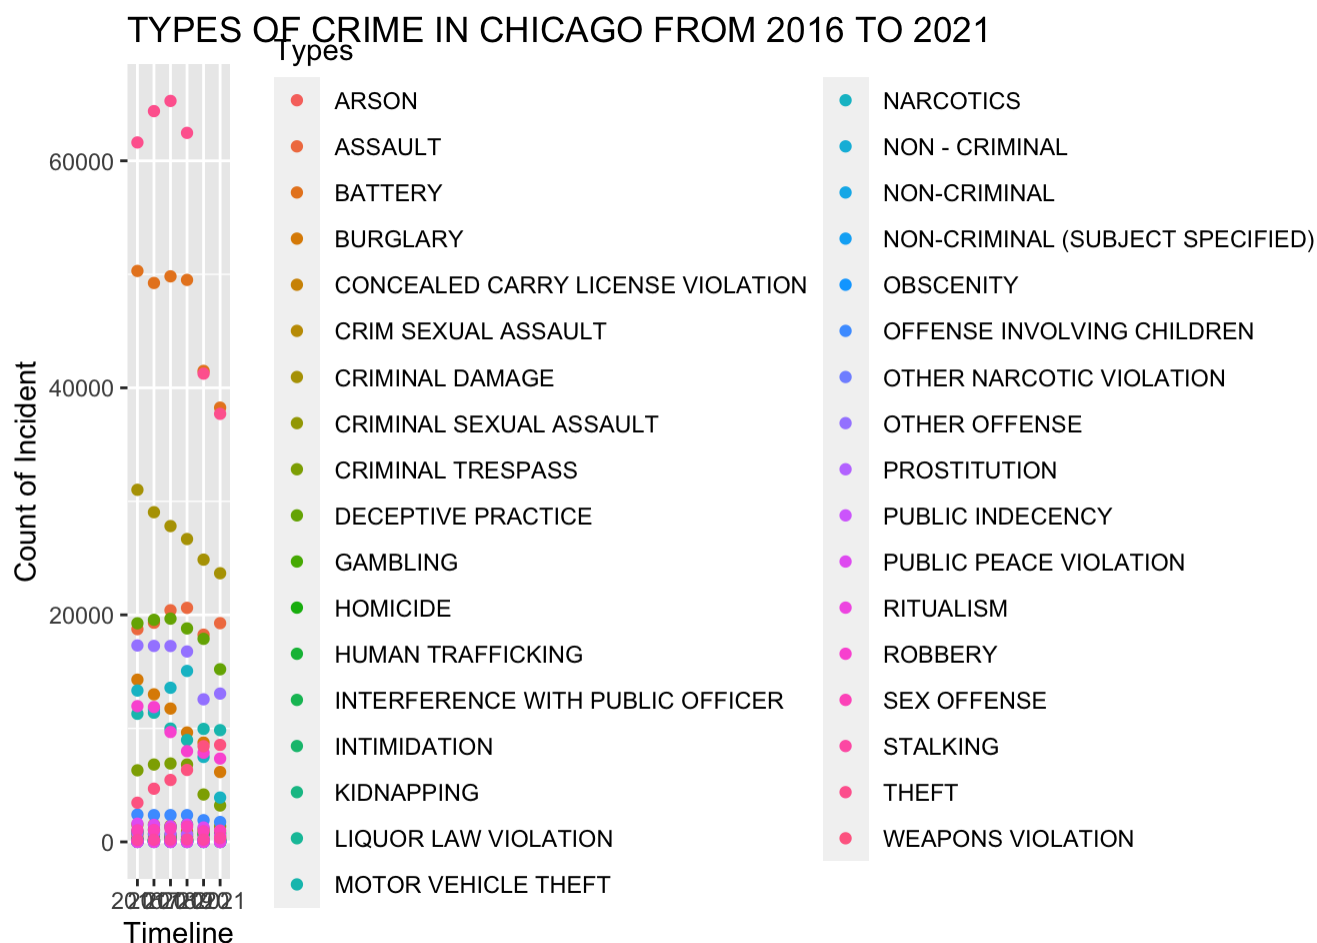 TYPES OF CRIME IN CHICAGO FROM 2016 TO 2021
Types
ARSON
ASSAULT
BATTERY
BURGLARY
CONCEALED CARRY LICENSE VIOLATION
CRIM SEXUAL ASSAULT
CRIMINAL DAMAGE
CRIMINAL SEXUAL ASSAULT
CRIMINAL TRESPASS
DECEPTIVE PRACTICE
GAMBLING
HOMICIDE
HUMAN TRAFFICKING
INTERFERENCE WITH PUBLIC OFFICER
INTIMIDATION
KIDNAPPING
LIQUOR LAW VIOLATION
MOTOR VEHICLE THEFT
NARCOTICS
NON - CRIMINAL
NON-CRIMINAL
NON-CRIMINAL (SUBJECT SPECIFIED)
OBSCENITY
OFFENSE INVOLVING CHILDREN
OTHER NARCOTIC VIOLATION
OTHER OFFENSE
PROSTITUTION
PUBLIC INDECENCY
PUBLIC PEACE VIOLATION
RITUALISM
ROBBERY
SEX OFFENSE
STALKING
THEFT
WEAPONS VIOLATION
60000
40000
20000
0
Count of Incident
Timeline